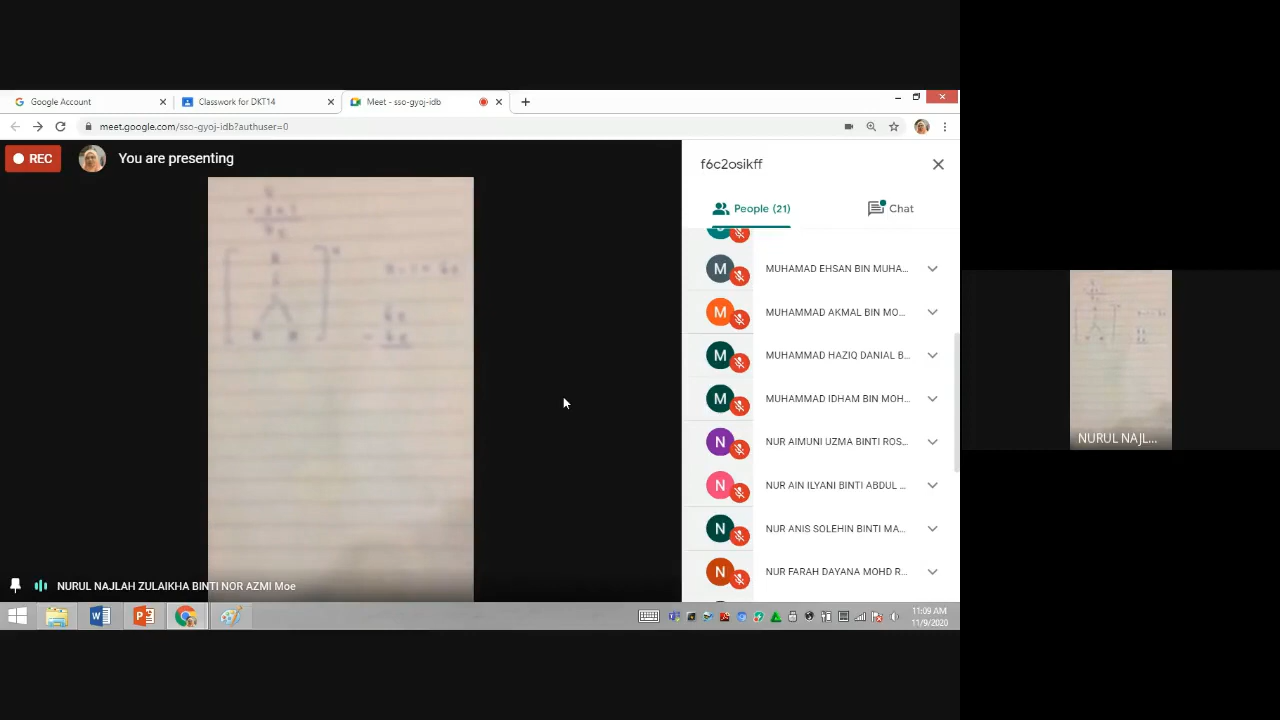 Google Account
Classwork for DKT14
Meet - sso-gyoj-idb
meet.google.com/sso-gyoj-idb?authuser=0
REC
You are presenting
f6c2osikff
People (21)
Chat
M MUHAMAD EHSAN BIN MUHA...
M MUHAMMAD AKMAL BIN MO...
M MUHAMMAD HAZIQ DANIAL B...
M MUHAMMAD IDHAM BIN MOH...
N NUR AIMUNI UZMA BINTI ROS...
N NUR AIN ILYANI BINTI ABDUL ...
N NUR ANIS SOLEHIN BINTI MA...
N NUR FARAH DAYANA MOHD R...
NURUL NAJLAH ZULAIKHA BINTI NOR AZMI Moe
NURUL NAJL...
11:09 AM
11/9/2020